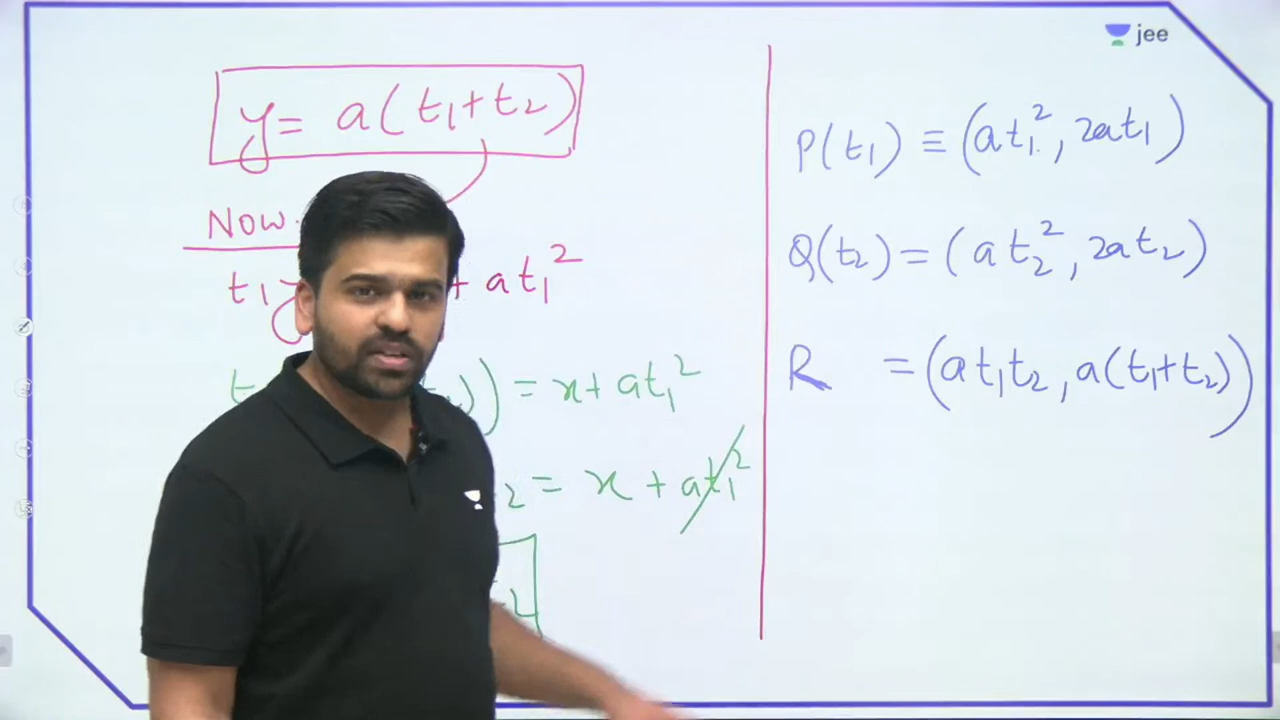 jee
y = a(t₁+t₂)
Now
t₁y + at₁²
t )) = x + at₁²
2 = x + at₁²
P(t₁) ≡ (at₁², 2at₁)
Q(t₂) = (at₂², 2at₂)
R = (at₁t₂, a(t₁+t₂))